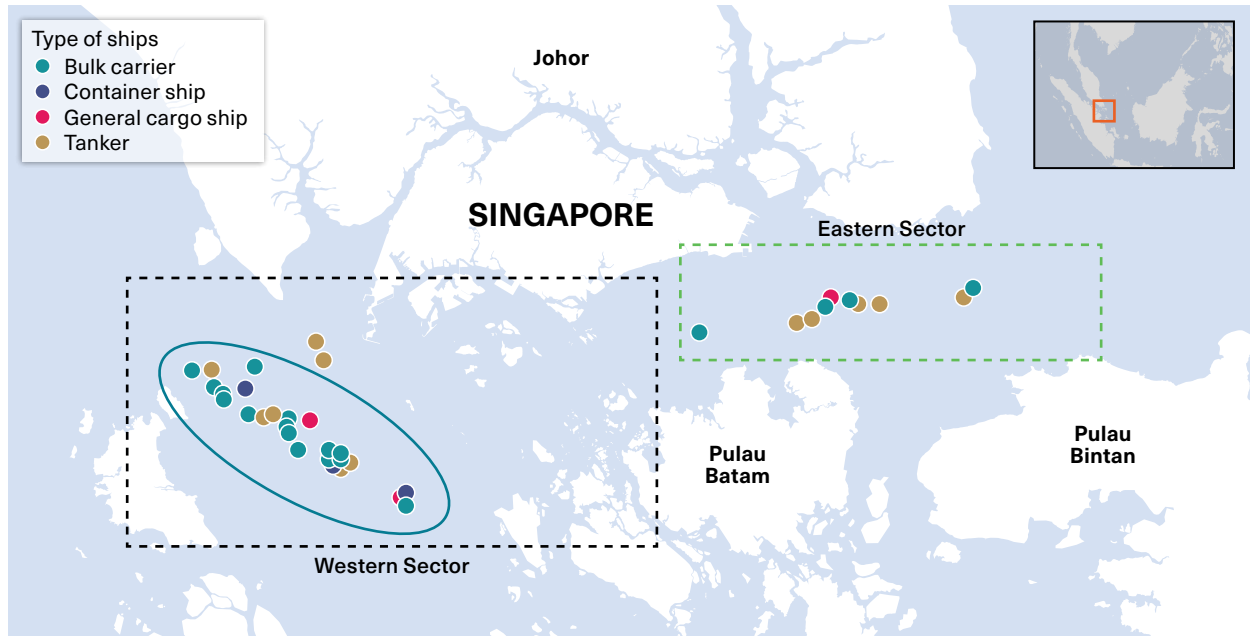 Type of ships
Bulk carrier
Container ship
General cargo ship
Tanker
Johor
SINGAPORE
Eastern Sector
Pulau
Batam
Pulau
Bintan
Western Sector